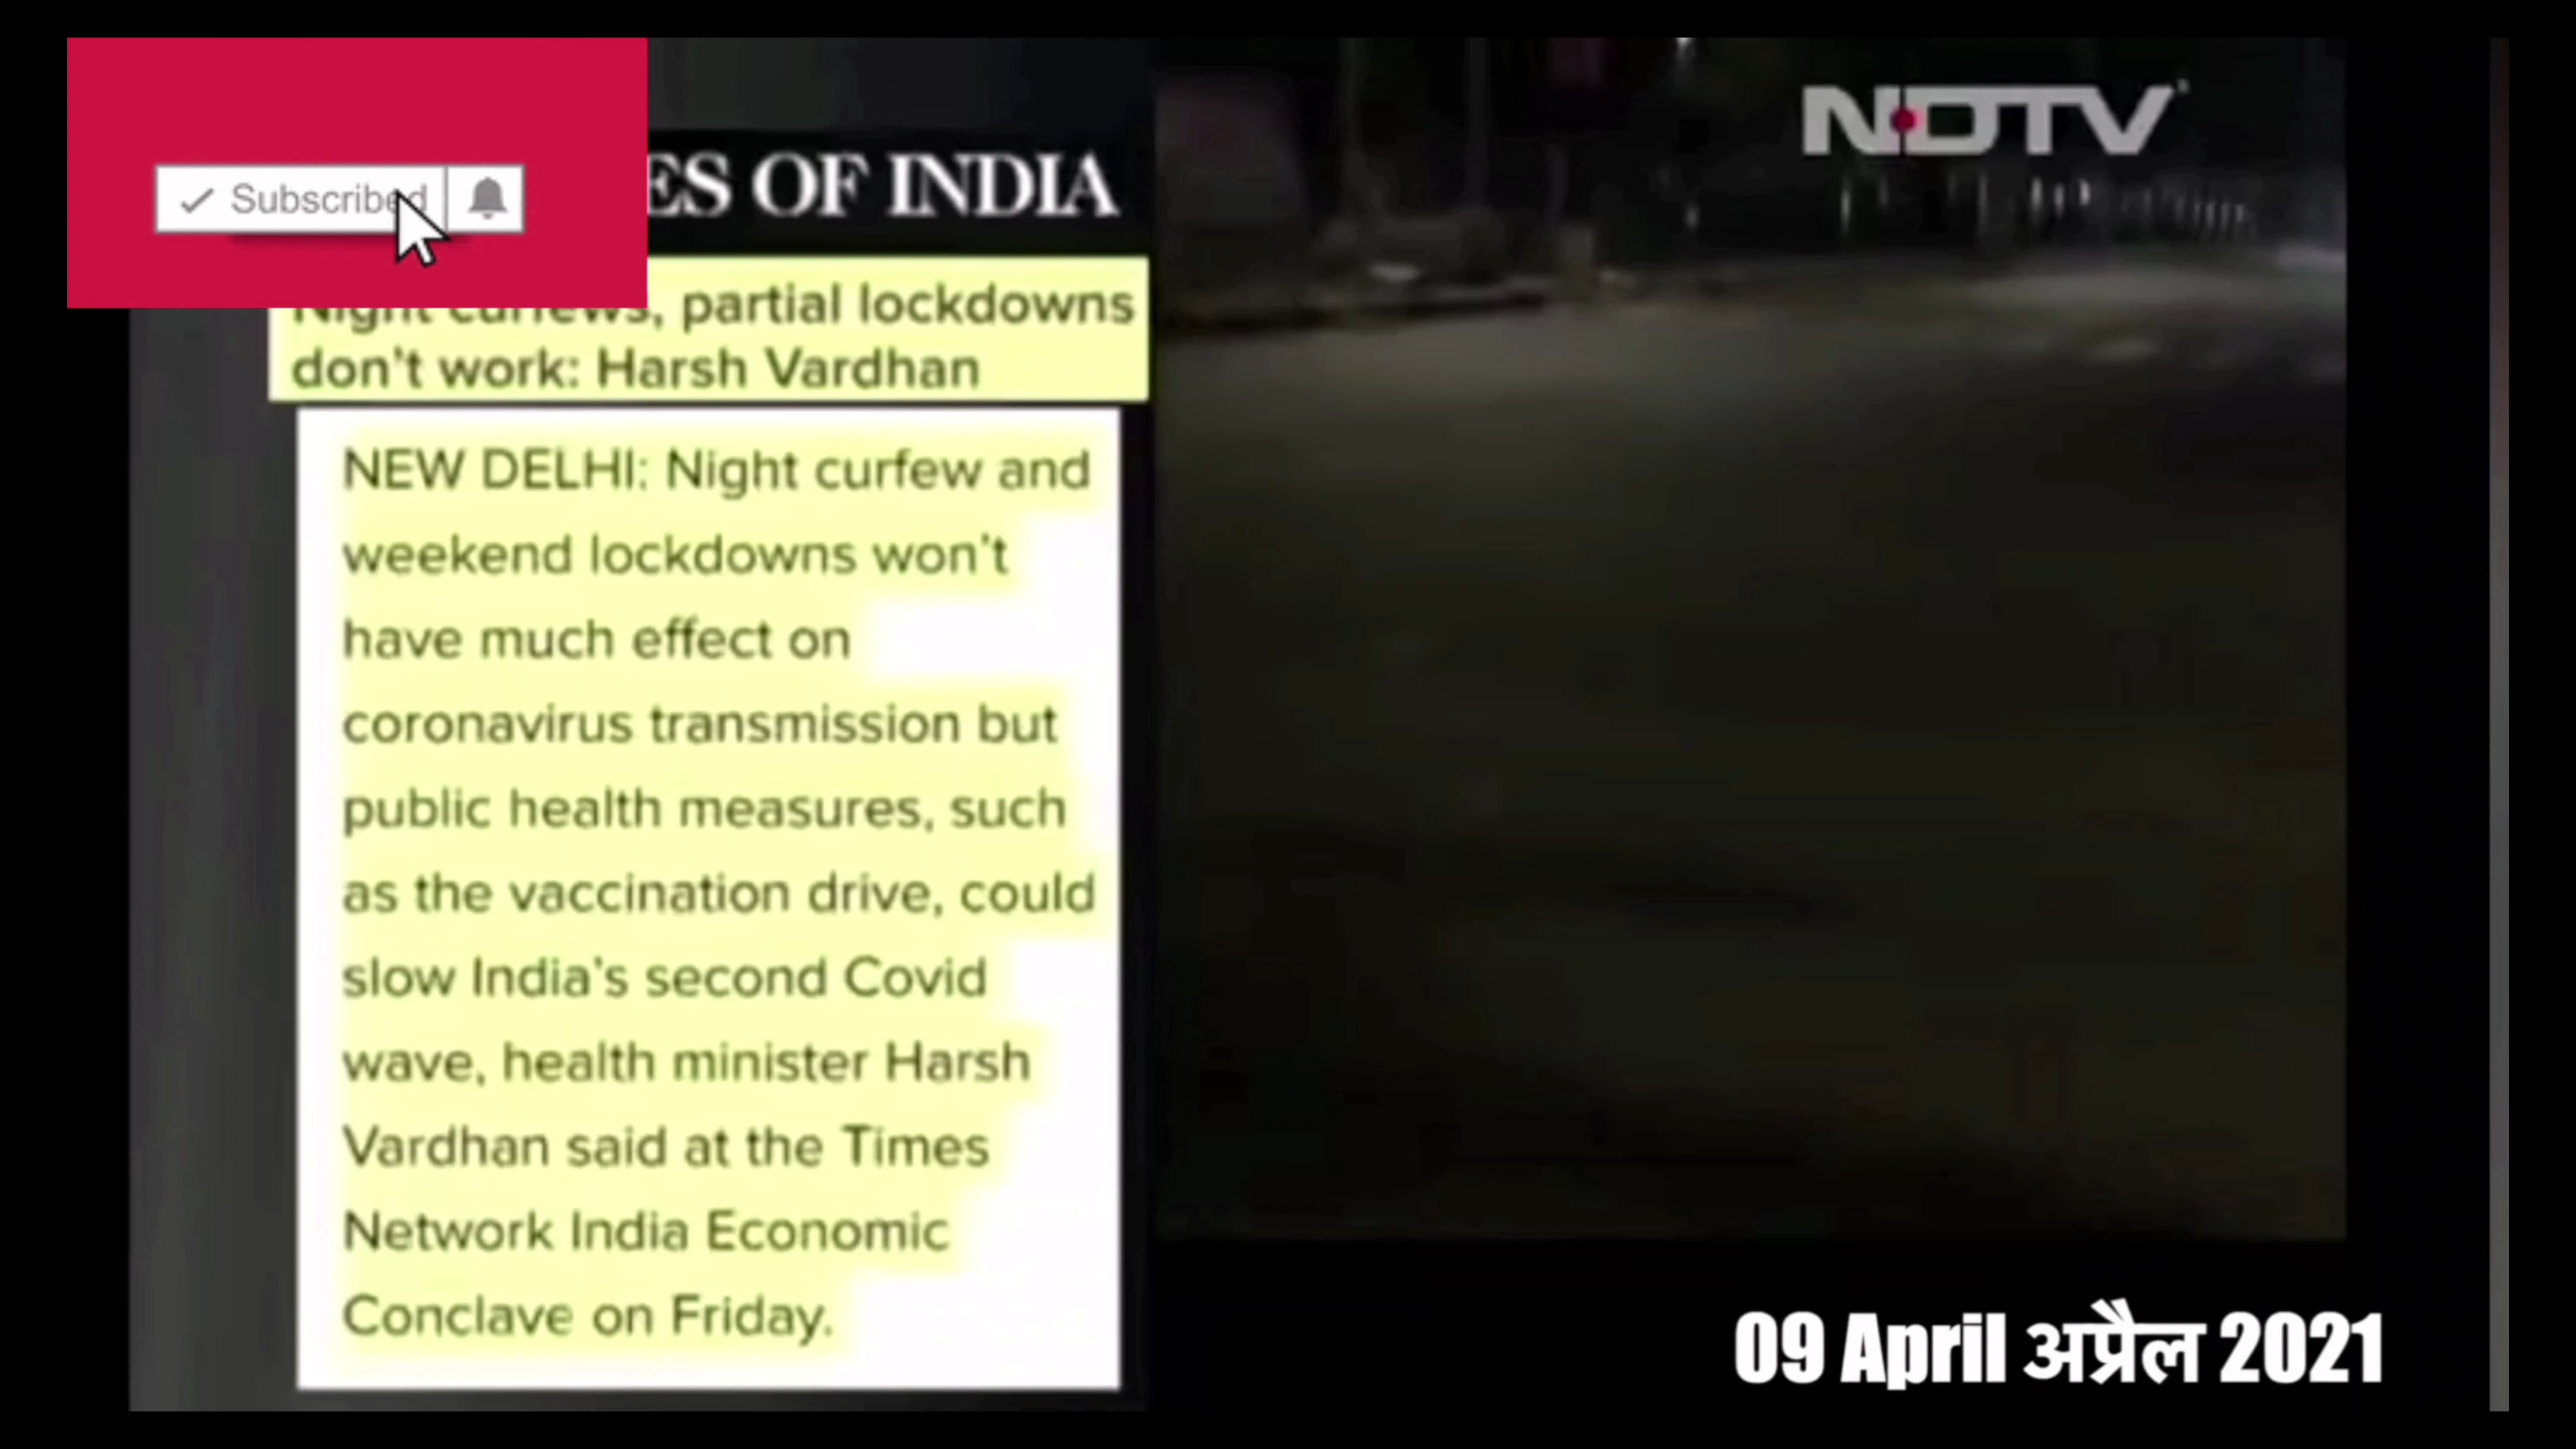 Subscribed
ES OF INDIA
NDTV
Night curfews, partial lockdowns
don't work: Harsh Vardhan
NEW DELHI: Night curfew and
weekend lockdowns won't
have much effect on
coronavirus transmission but
public health measures, such
as the vaccination drive, could
slow India's second Covid
wave, health minister Harsh
Vardhan said at the Times
Network India Economic
Conclave on Friday.
09 April अप्रैल 2021